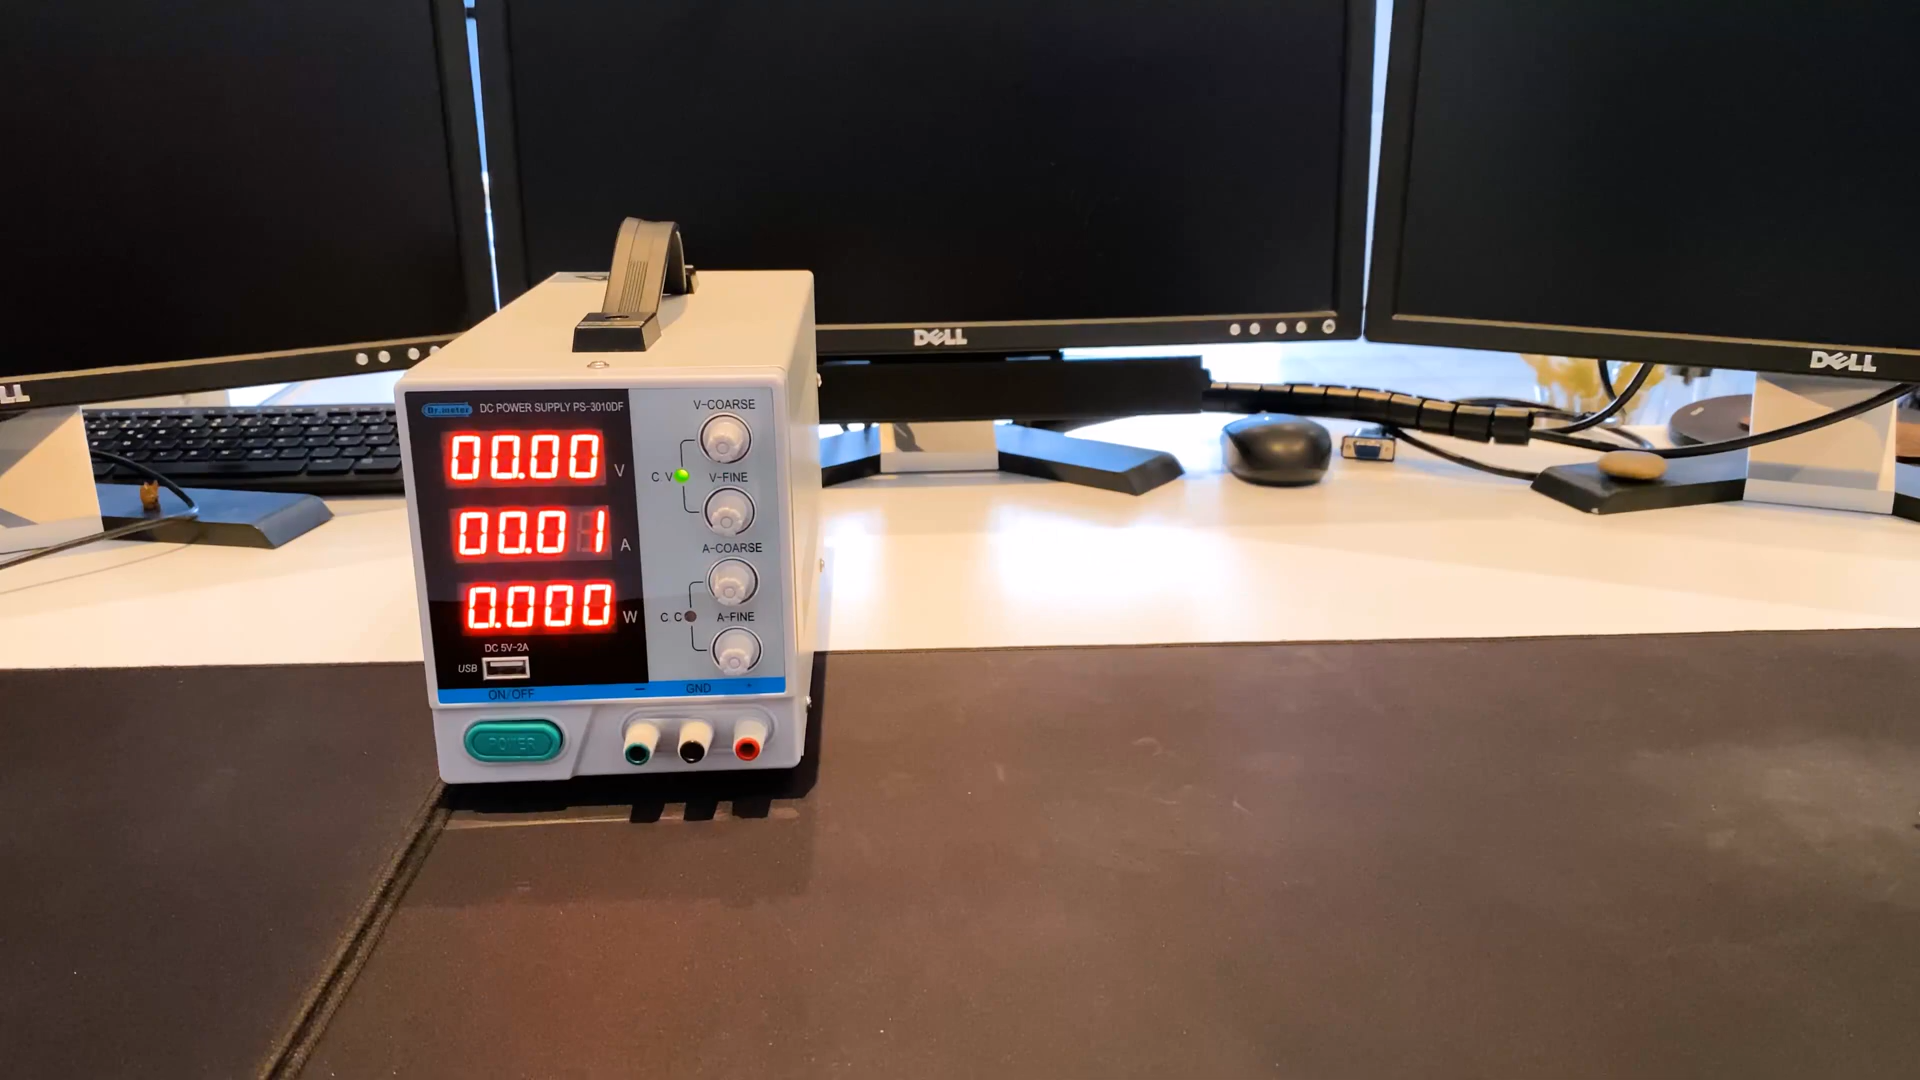 DELL
DELL
LL
Dr.meter DC POWER SUPPLY PS-3010DF
V-COARSE
00.00 V
C.V V-FINE
00.01 A
A-COARSE
0.000 W
C.C A-FINE
DC 5V-2A
USB
ON/OFF — GND +
POWER